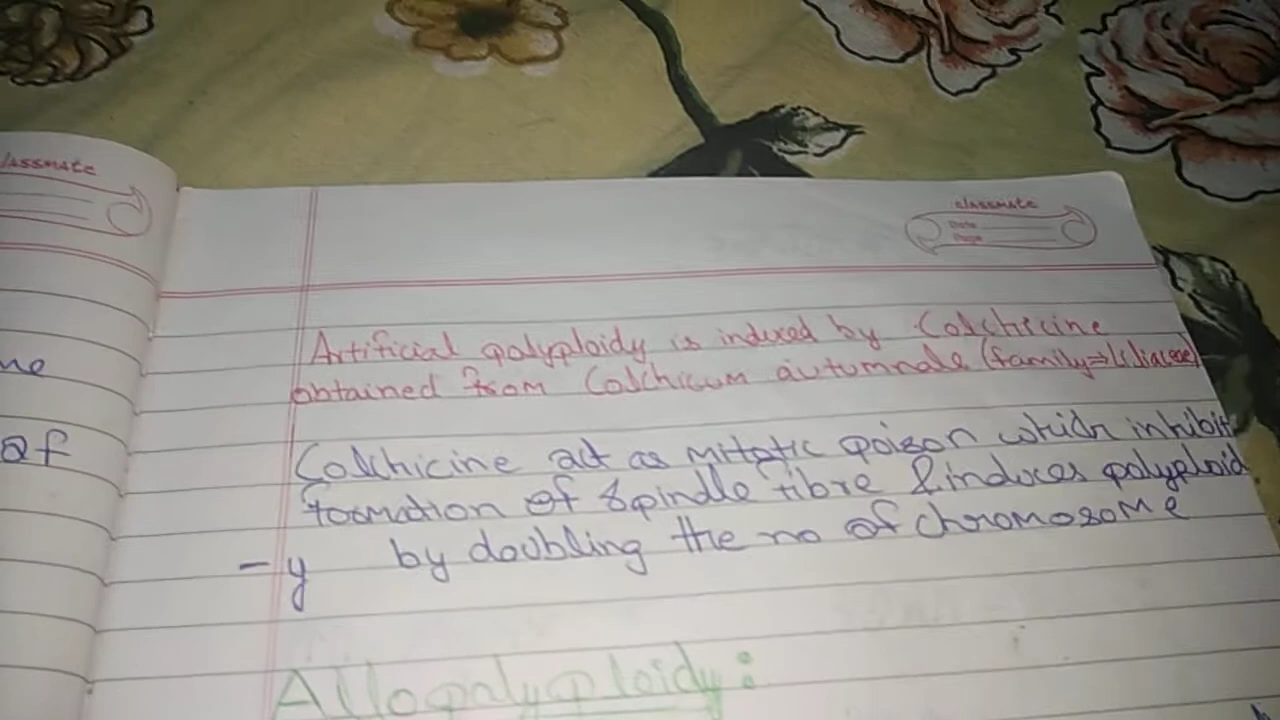 classmate
classmate
Date
Page
ne
of
Artificial polyploidy is induced by Colchicine
obtained from Colchicum autumnale (family⇒Liliaceae)
Colchicine act as mitotic poison which inhibit
formation of spindle fibre & induces polyploid
- y by doubling the no of chromosome
Allopolyploidy: